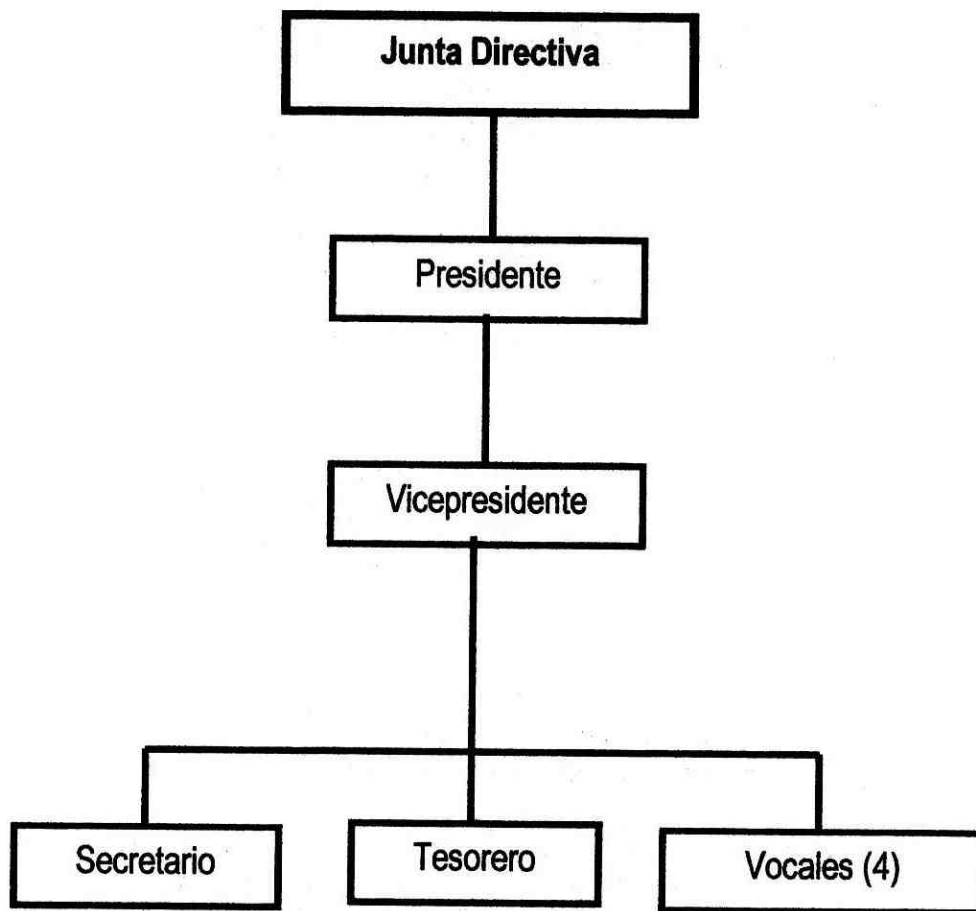 Junta Directiva
Presidente
Vicepresidente
Secretario
Tesorero
Vocales (4)